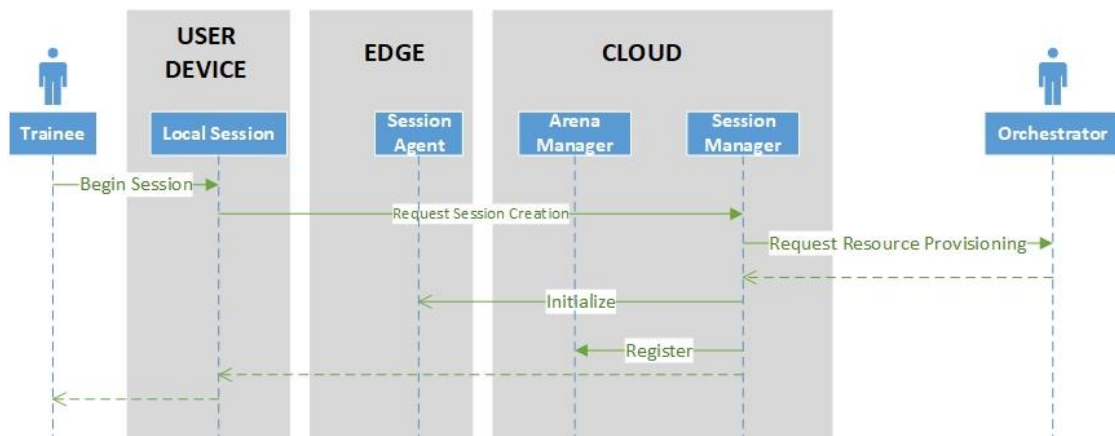 USER
DEVICE
EDGE
CLOUD
Trainee
Local Session
Session
Agent
Arena
Manager
Session
Manager
Orchestrator
Begin Session
Request Session Creation
Request Resource Provisioning
Initialize
Register